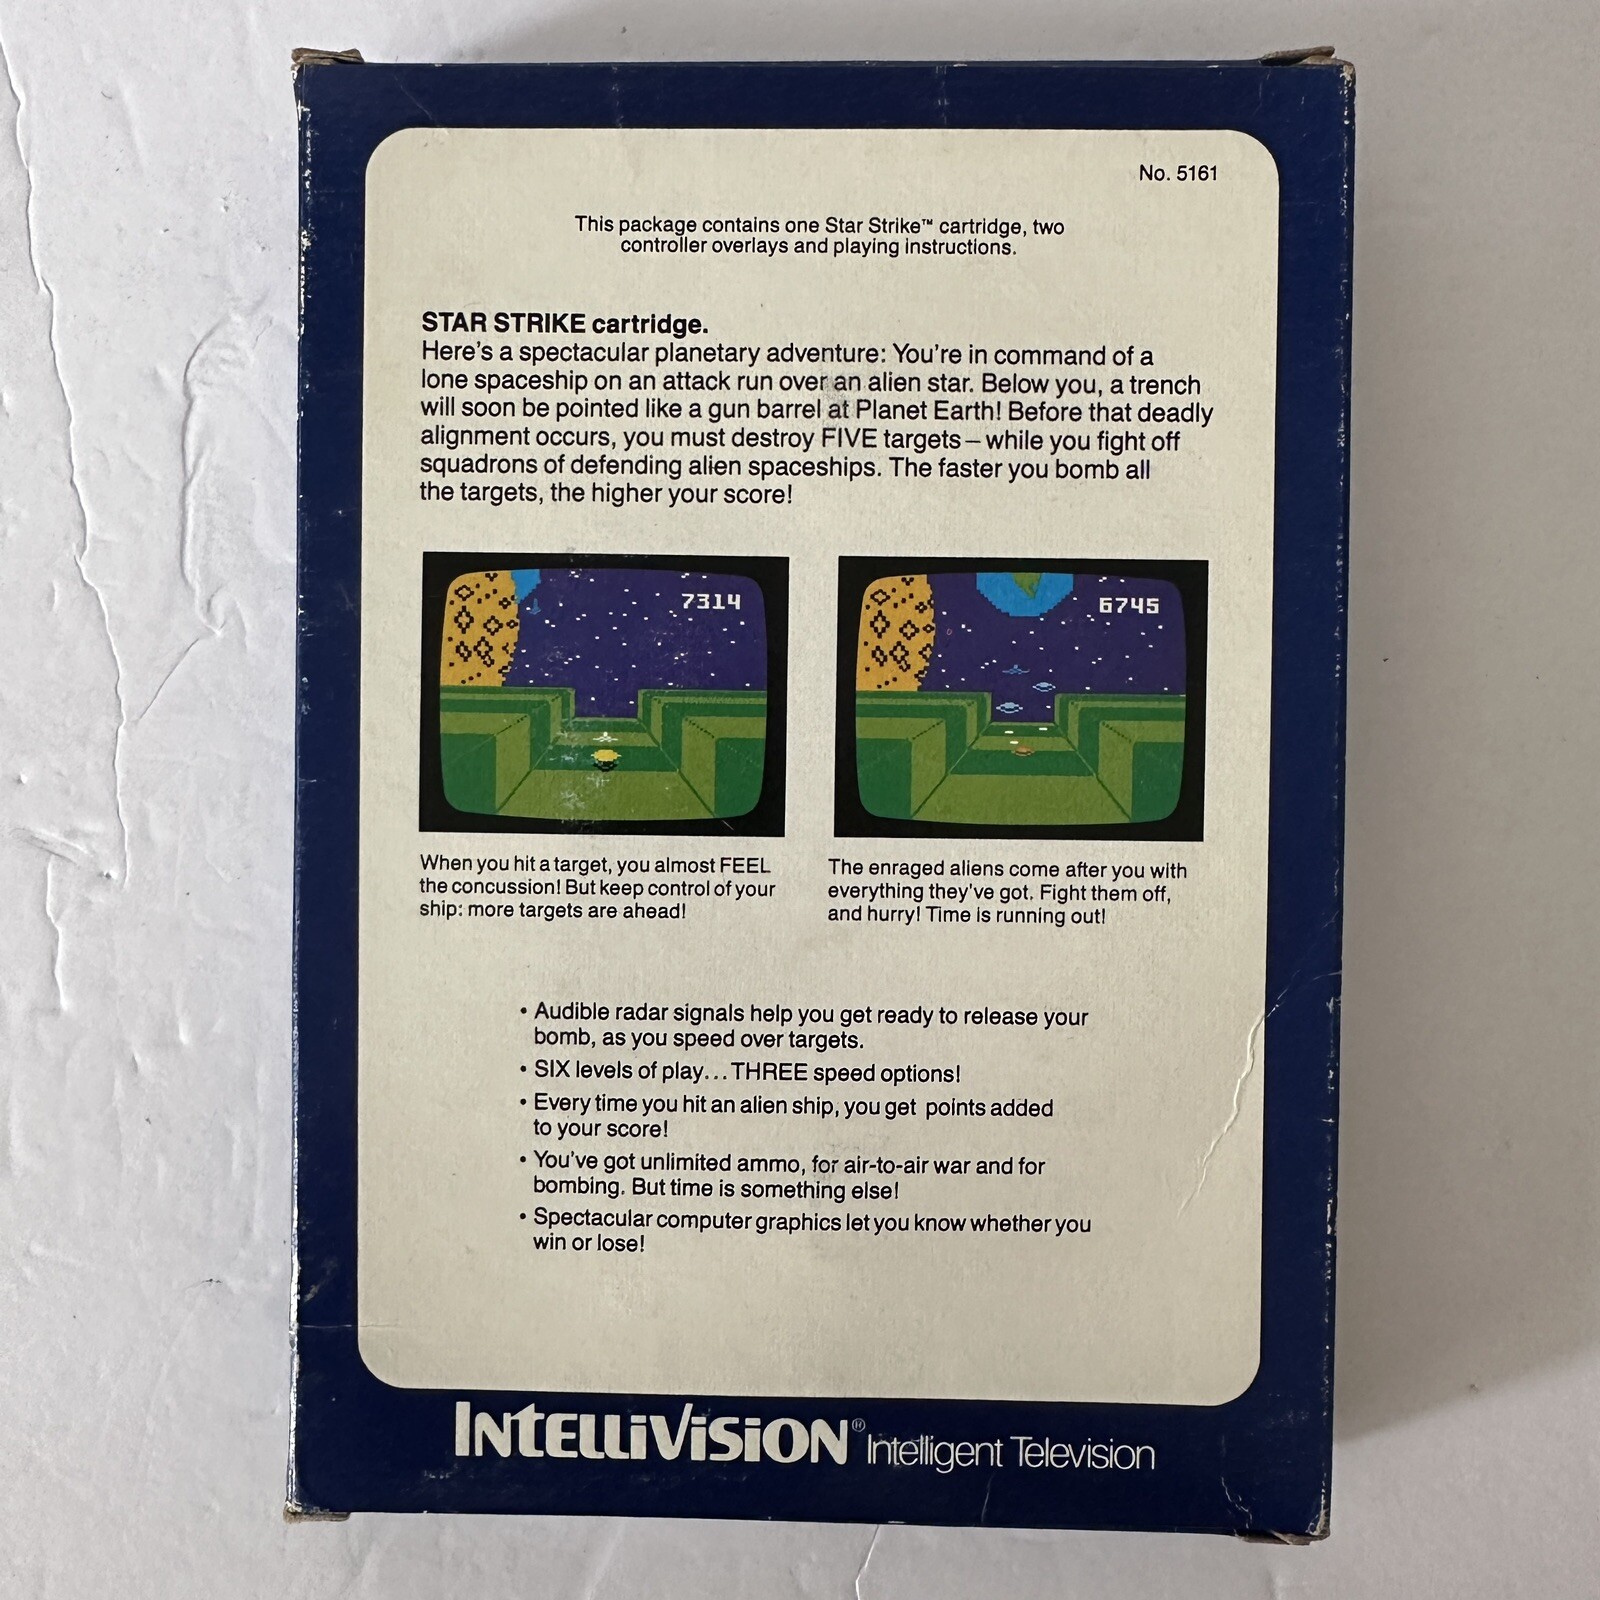 No. 5161
This package contains one Star Strike™ cartridge, two
controller overlays and playing instructions.
STAR STRIKE cartridge.
Here's a spectacular planetary adventure: You're in command of a
lone spaceship on an attack run over an alien star. Below you, a trench
will soon be pointed like a gun barrel at Planet Earth! Before that deadly
alignment occurs, you must destroy FIVE targets – while you fight off
squadrons of defending alien spaceships. The faster you bomb all
the targets, the higher your score!
7314
6745
When you hit a target, you almost FEEL
the concussion! But keep control of your
ship: more targets are ahead!
The enraged aliens come after you with
everything they've got. Fight them off,
and hurry! Time is running out!
• Audible radar signals help you get ready to release your
bomb, as you speed over targets.
• SIX levels of play... THREE speed options!
• Every time you hit an alien ship, you get points added
to your score!
• You've got unlimited ammo, for air-to-air war and for
bombing. But time is something else!
• Spectacular computer graphics let you know whether you
win or lose!
INTELLIVISION® Intelligent Television